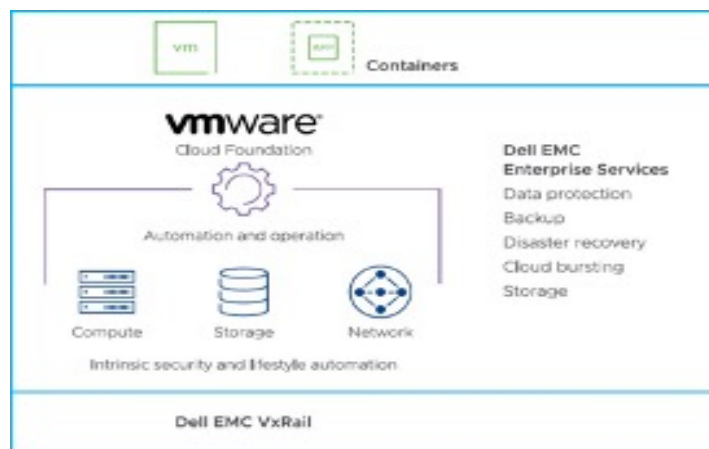 vm
Containers
vmware®
Cloud Foundation
Automation and operation
Compute
Storage
Network
Intrinsic security and lifestyle automation
Dell EMC
Enterprise Services
Data protection
Backup
Disaster recovery
Cloud bursting
Storage
Dell EMC VxRail